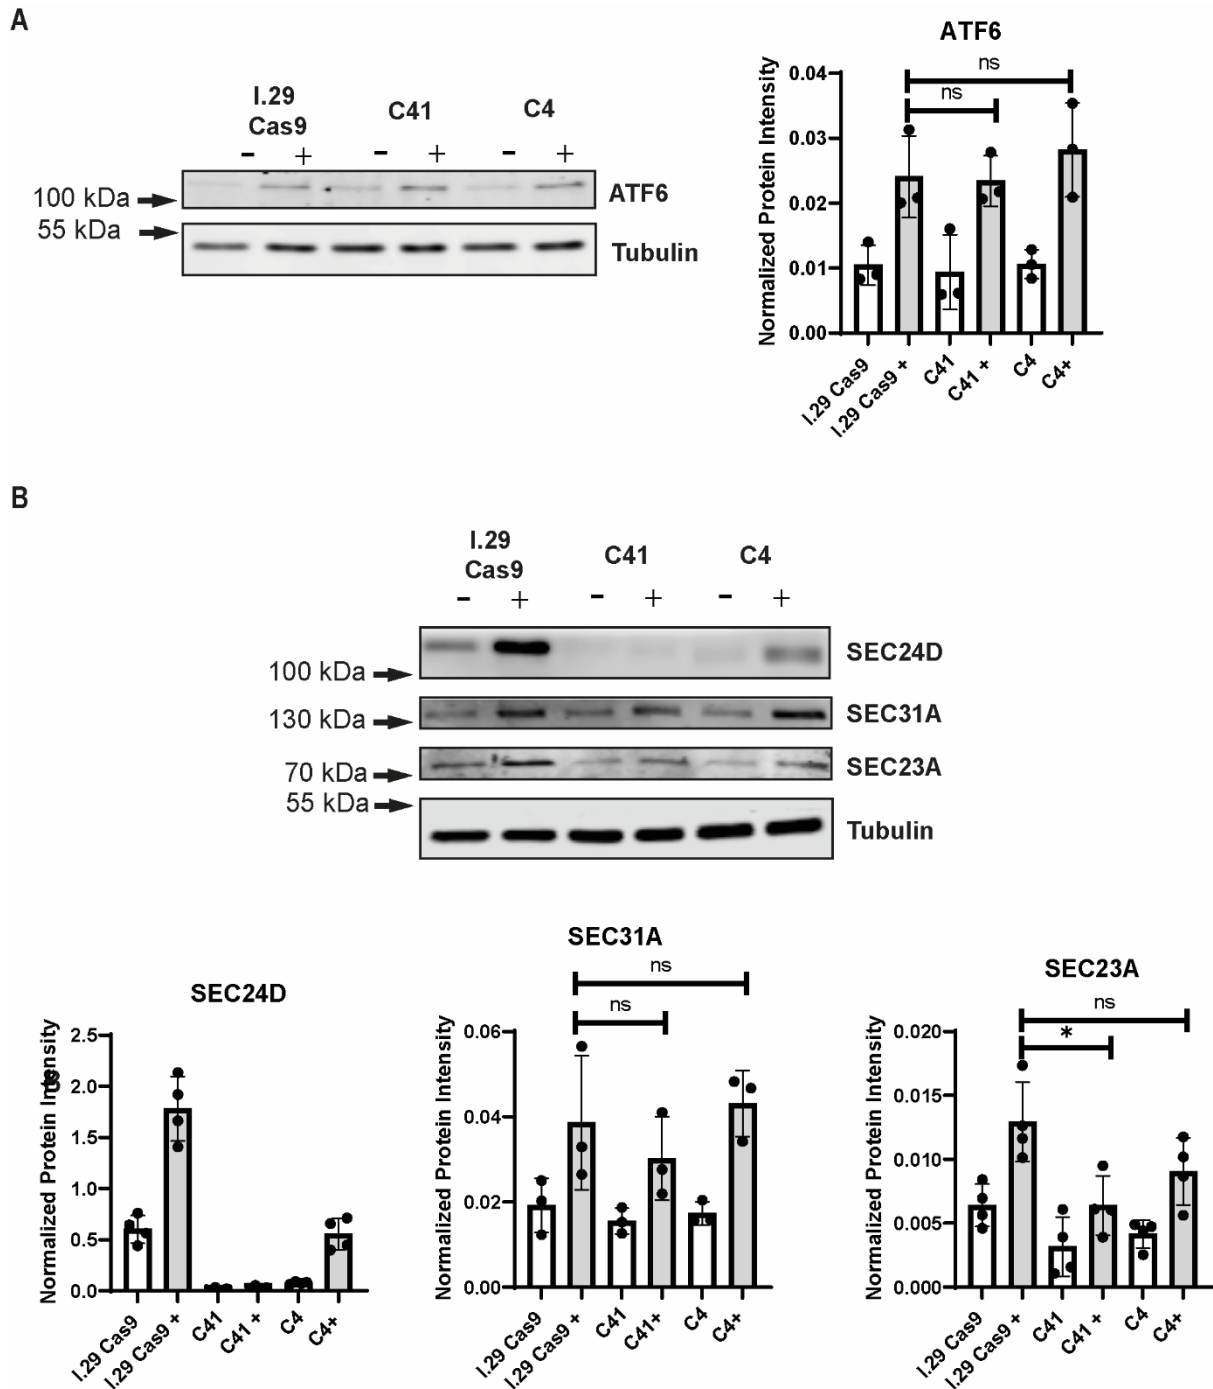 A
I.29
Cas9
C41
C4
- + - + - +
100 kDa
ATF6
55 kDa
Tubulin
ATF6
ns
ns
Normalized Protein Intensity
0.04
0.03
0.02
0.01
0.00
I.29 Cas9
I.29 Cas9 +
C41
C41 +
C4
C4+
B
I.29
Cas9
C41
C4
- + - + - +
SEC24D
100 kDa
SEC31A
130 kDa
SEC23A
70 kDa
55 kDa
Tubulin
SEC24D
Normalized Protein Intensity
2.5
2.0
1.5
1.0
0.5
0.0
I.29 Cas9
I.29 Cas9 +
C41
C41 +
C4
C4+
SEC31A
ns
ns
Normalized Protein Intensity
0.06
0.04
0.02
0.00
I.29 Cas9
I.29 Cas9 +
C41
C41+
C4
C4+
SEC23A
ns
*
Normalized Protein Intensity
0.020
0.015
0.010
0.005
0.000
I.29 Cas9
I.29 Cas9 +
C41
C41 +
C4
C4+